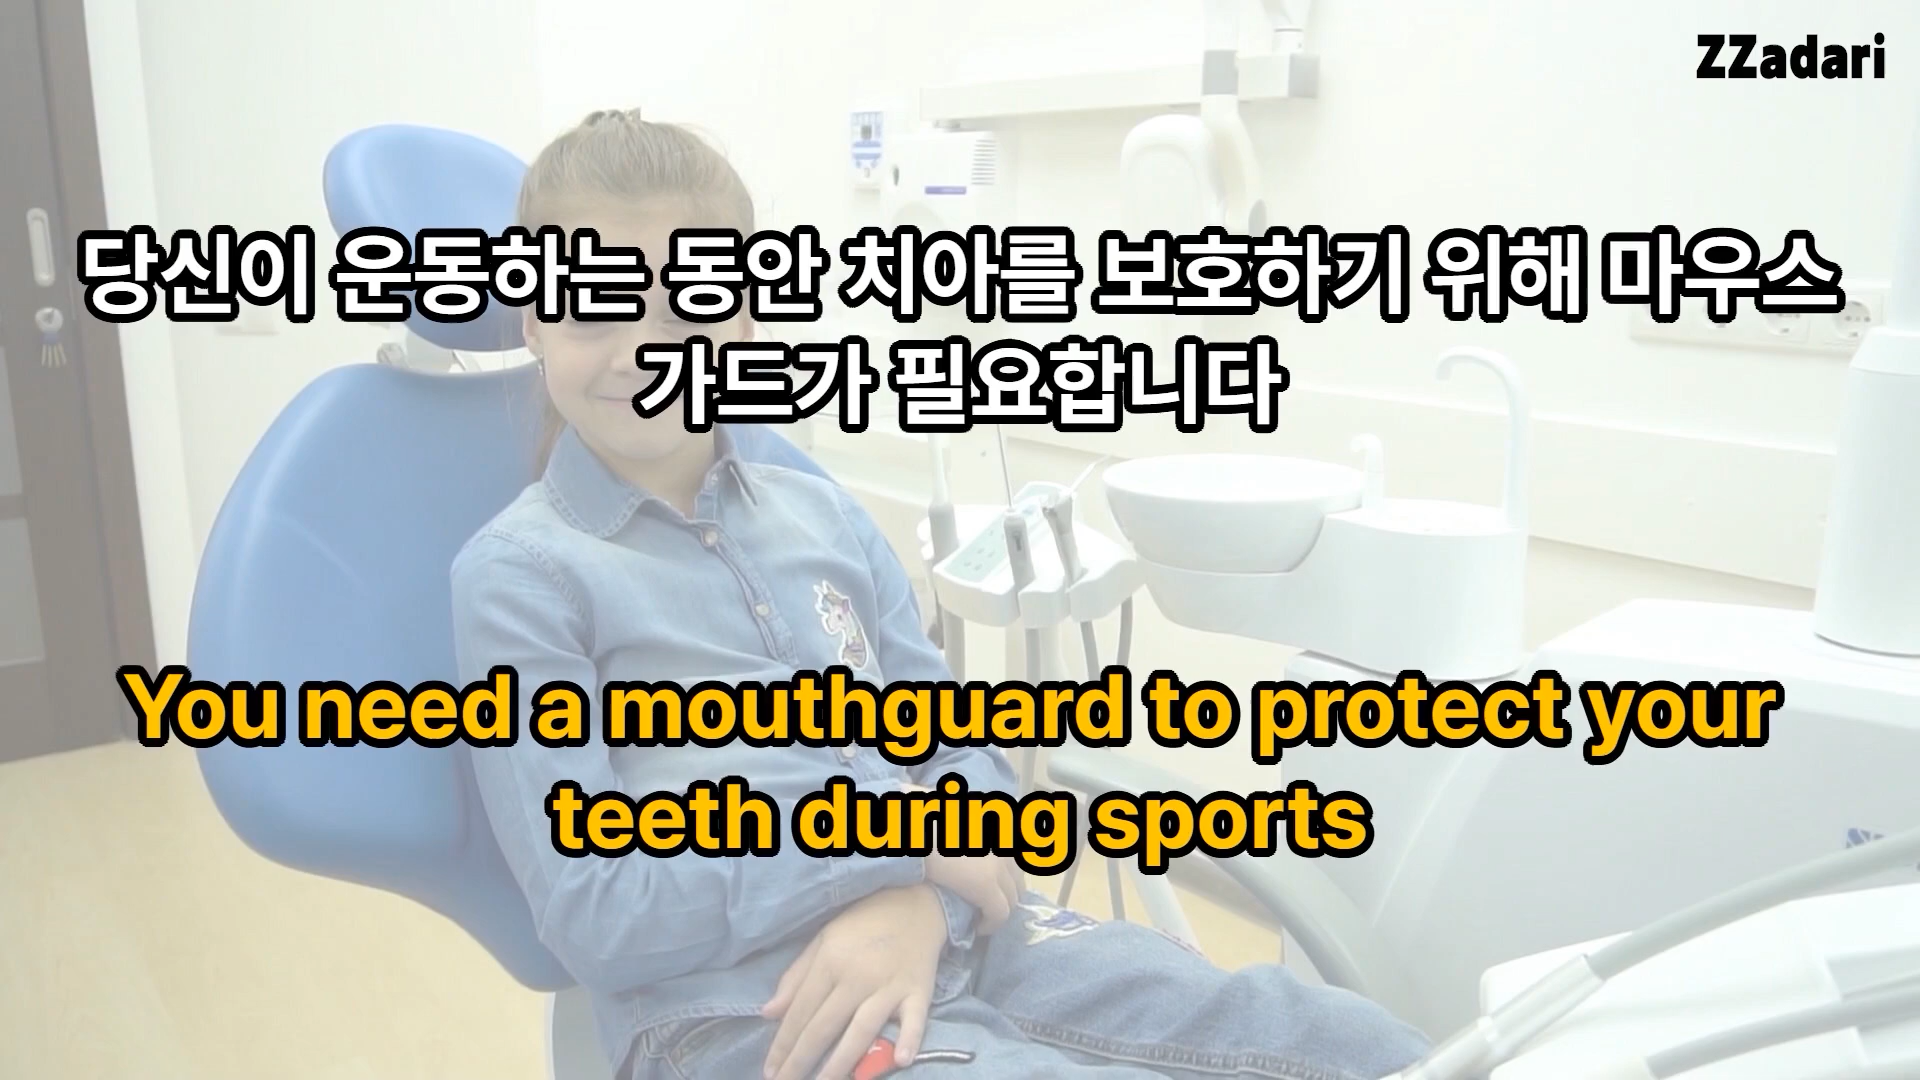 ZZadari
당신이 운동하는 동안 치아를 보호하기 위해 마우스
가드가 필요합니다
You need a mouthguard to protect your
teeth during sports